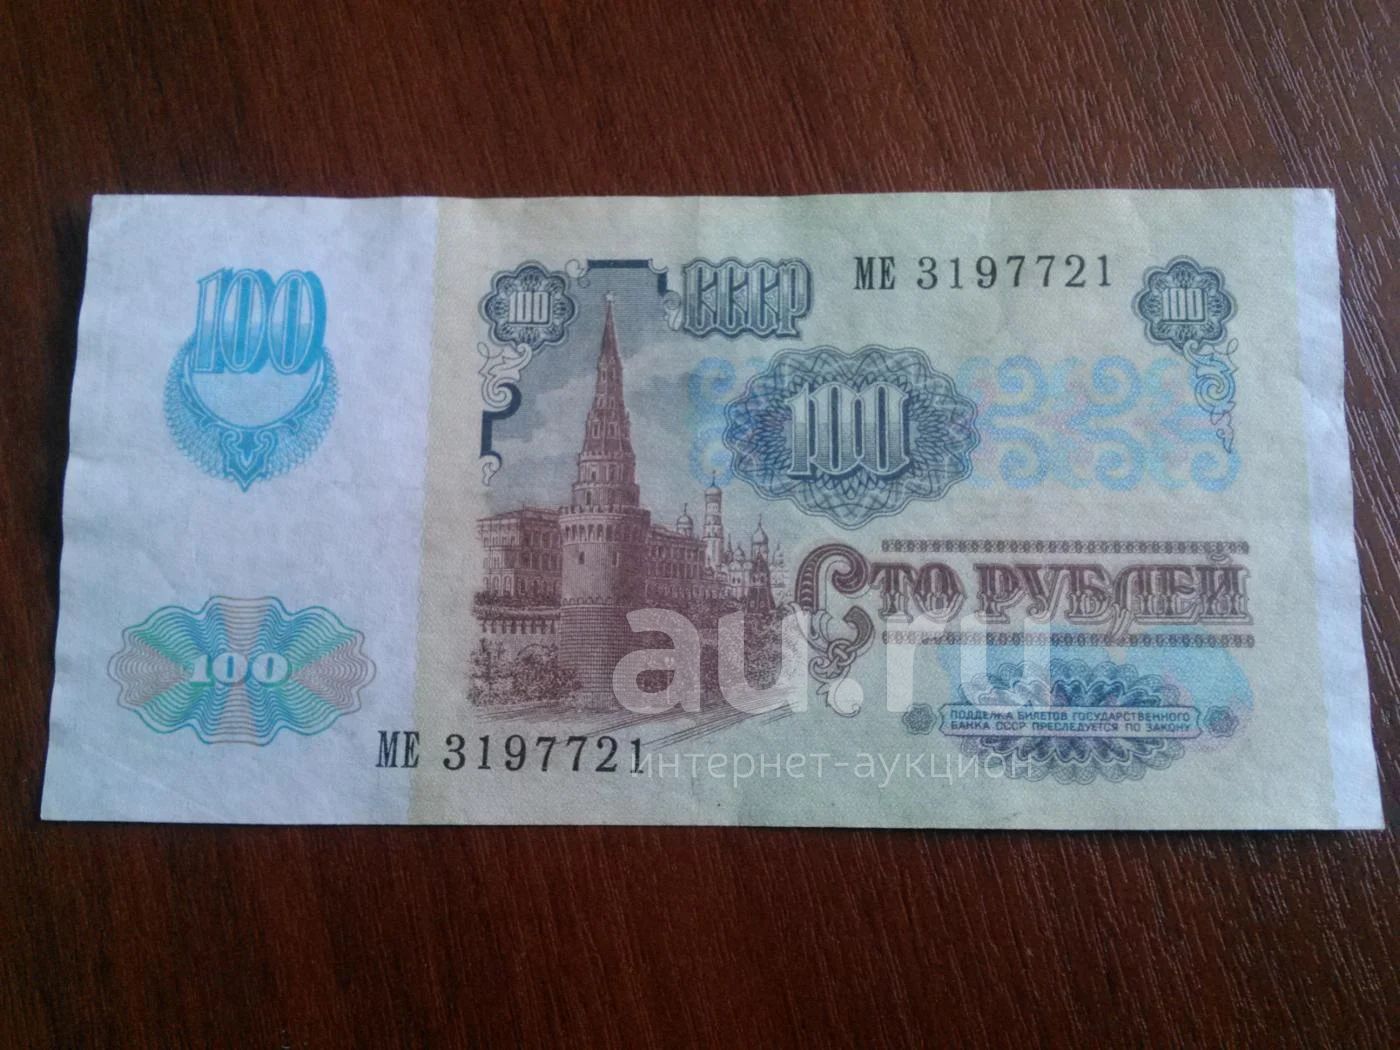 100
100
СССР
МЕ 3197721
100
100
100
СТО РУБЛЕЙ
ПОДДЕЛКА БИЛЕТОВ ГОСУДАРСТВЕННОГО
БАНКА СССР ПРЕСЛЕДУЕТСЯ ПО ЗАКОНУ
МЕ 3197721
au.ru
интернет-аукцион